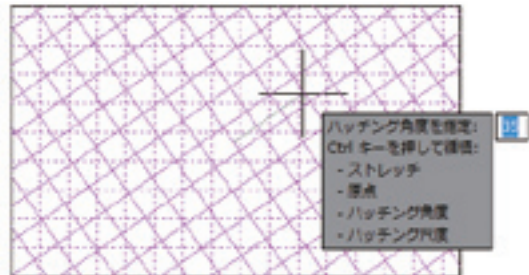 ハッチング角度を指定:
Ctrl キーを押して循環:
- ストレッチ
- 原点
- ハッチング角度
- ハッチング尺度